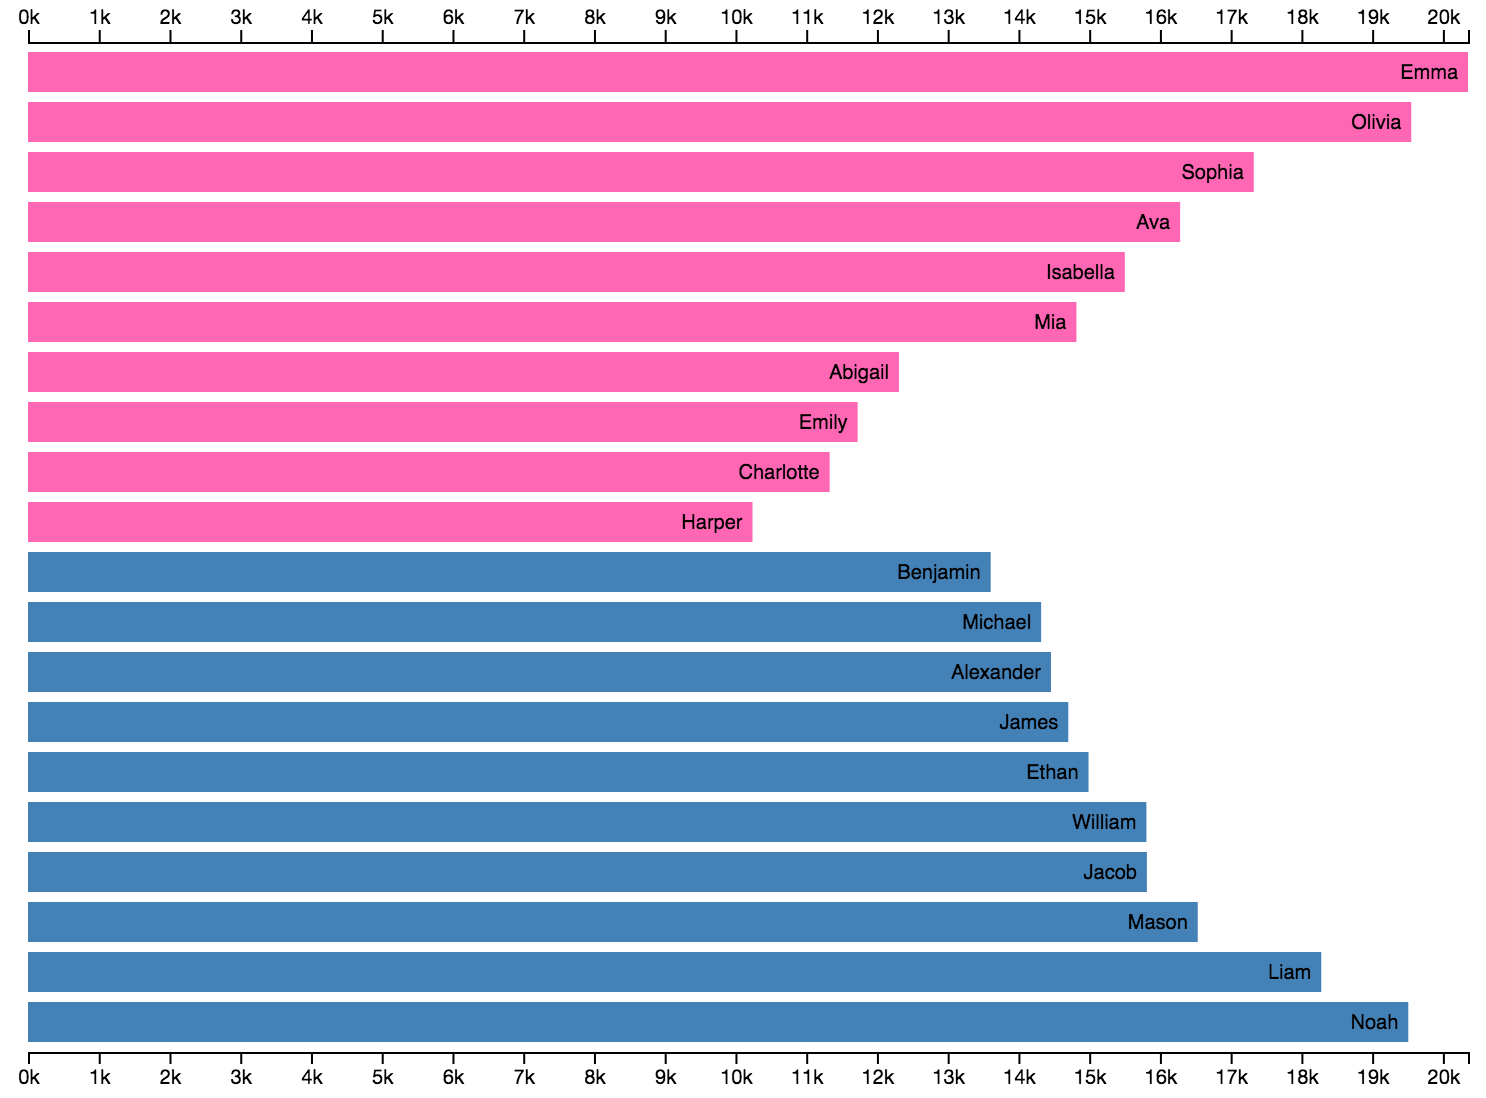 0k 1k 2k 3k 4k 5k 6k 7k 8k 9k 10k 11k 12k 13k 14k 15k 16k 17k 18k 19k 20k
Emma
Olivia
Sophia
Ava
Isabella
Mia
Abigail
Emily
Charlotte
Harper
Benjamin
Michael
Alexander
James
Ethan
William
Jacob
Mason
Liam
Noah
0k 1k 2k 3k 4k 5k 6k 7k 8k 9k 10k 11k 12k 13k 14k 15k 16k 17k 18k 19k 20k